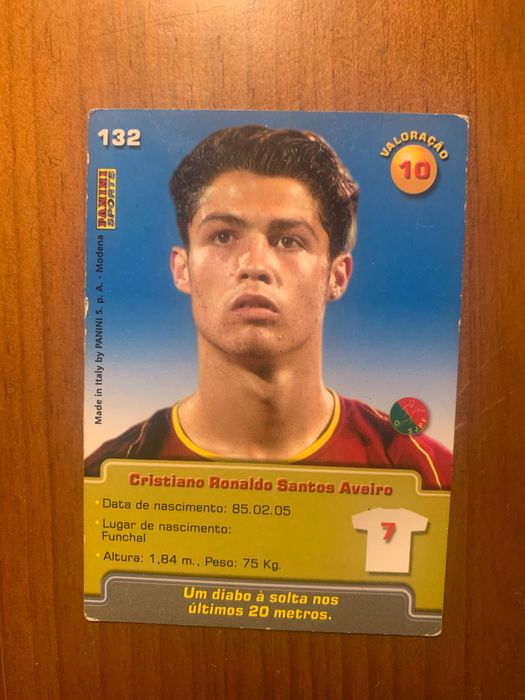 132
VALORAÇÃO
10
PANINI
SPORTS
Made in Italy by PANINI S. p. A. - Modena
SJPF
Cristiano Ronaldo Santos Aveiro
Data de nascimento: 85.02.05
Lugar de nascimento:
Funchal
Altura: 1,84 m., Peso: 75 Kg.
7
Um diabo à solta nos
últimos 20 metros.